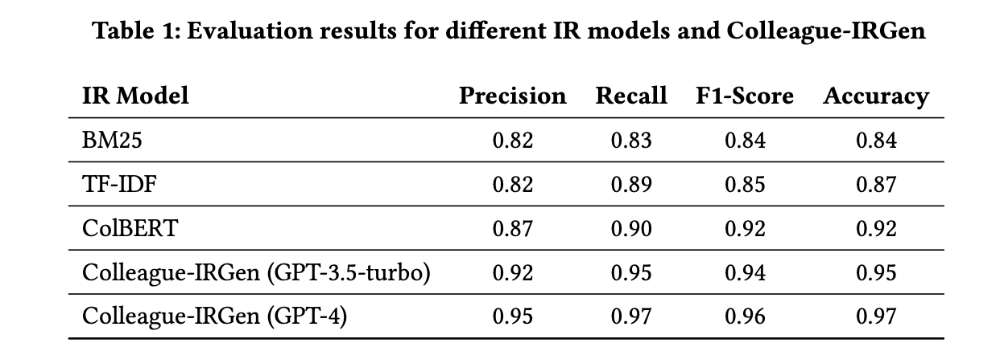 Table 1: Evaluation results for different IR models and Colleague-IRGen
IR Model Precision Recall F1-Score Accuracy
BM25 0.82 0.83 0.84 0.84
TF-IDF 0.82 0.89 0.85 0.87
ColBERT 0.87 0.90 0.92 0.92
Colleague-IRGen (GPT-3.5-turbo) 0.92 0.95 0.94 0.95
Colleague-IRGen (GPT-4) 0.95 0.97 0.96 0.97